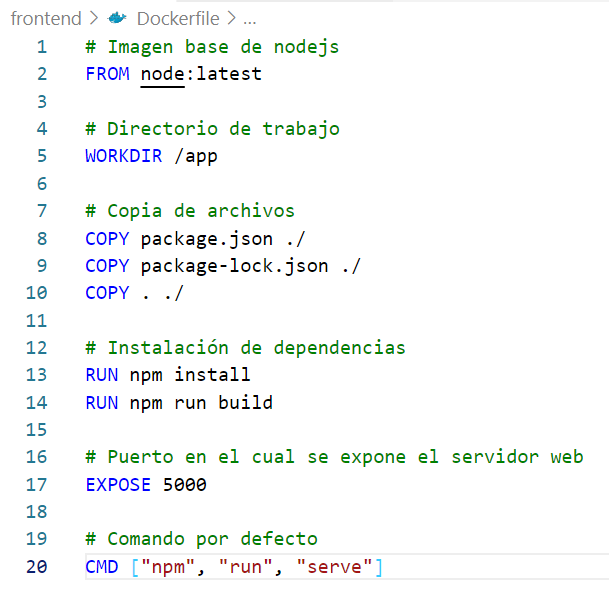 frontend > Dockerfile > ...
1 # Imagen base de nodejs
2 FROM node:latest
3
4 # Directorio de trabajo
5 WORKDIR /app
6
7 # Copia de archivos
8 COPY package.json ./
9 COPY package-lock.json ./
10 COPY . ./
11
12 # Instalación de dependencias
13 RUN npm install
14 RUN npm run build
15
16 # Puerto en el cual se expone el servidor web
17 EXPOSE 5000
18
19 # Comando por defecto
20 CMD ["npm", "run", "serve"]